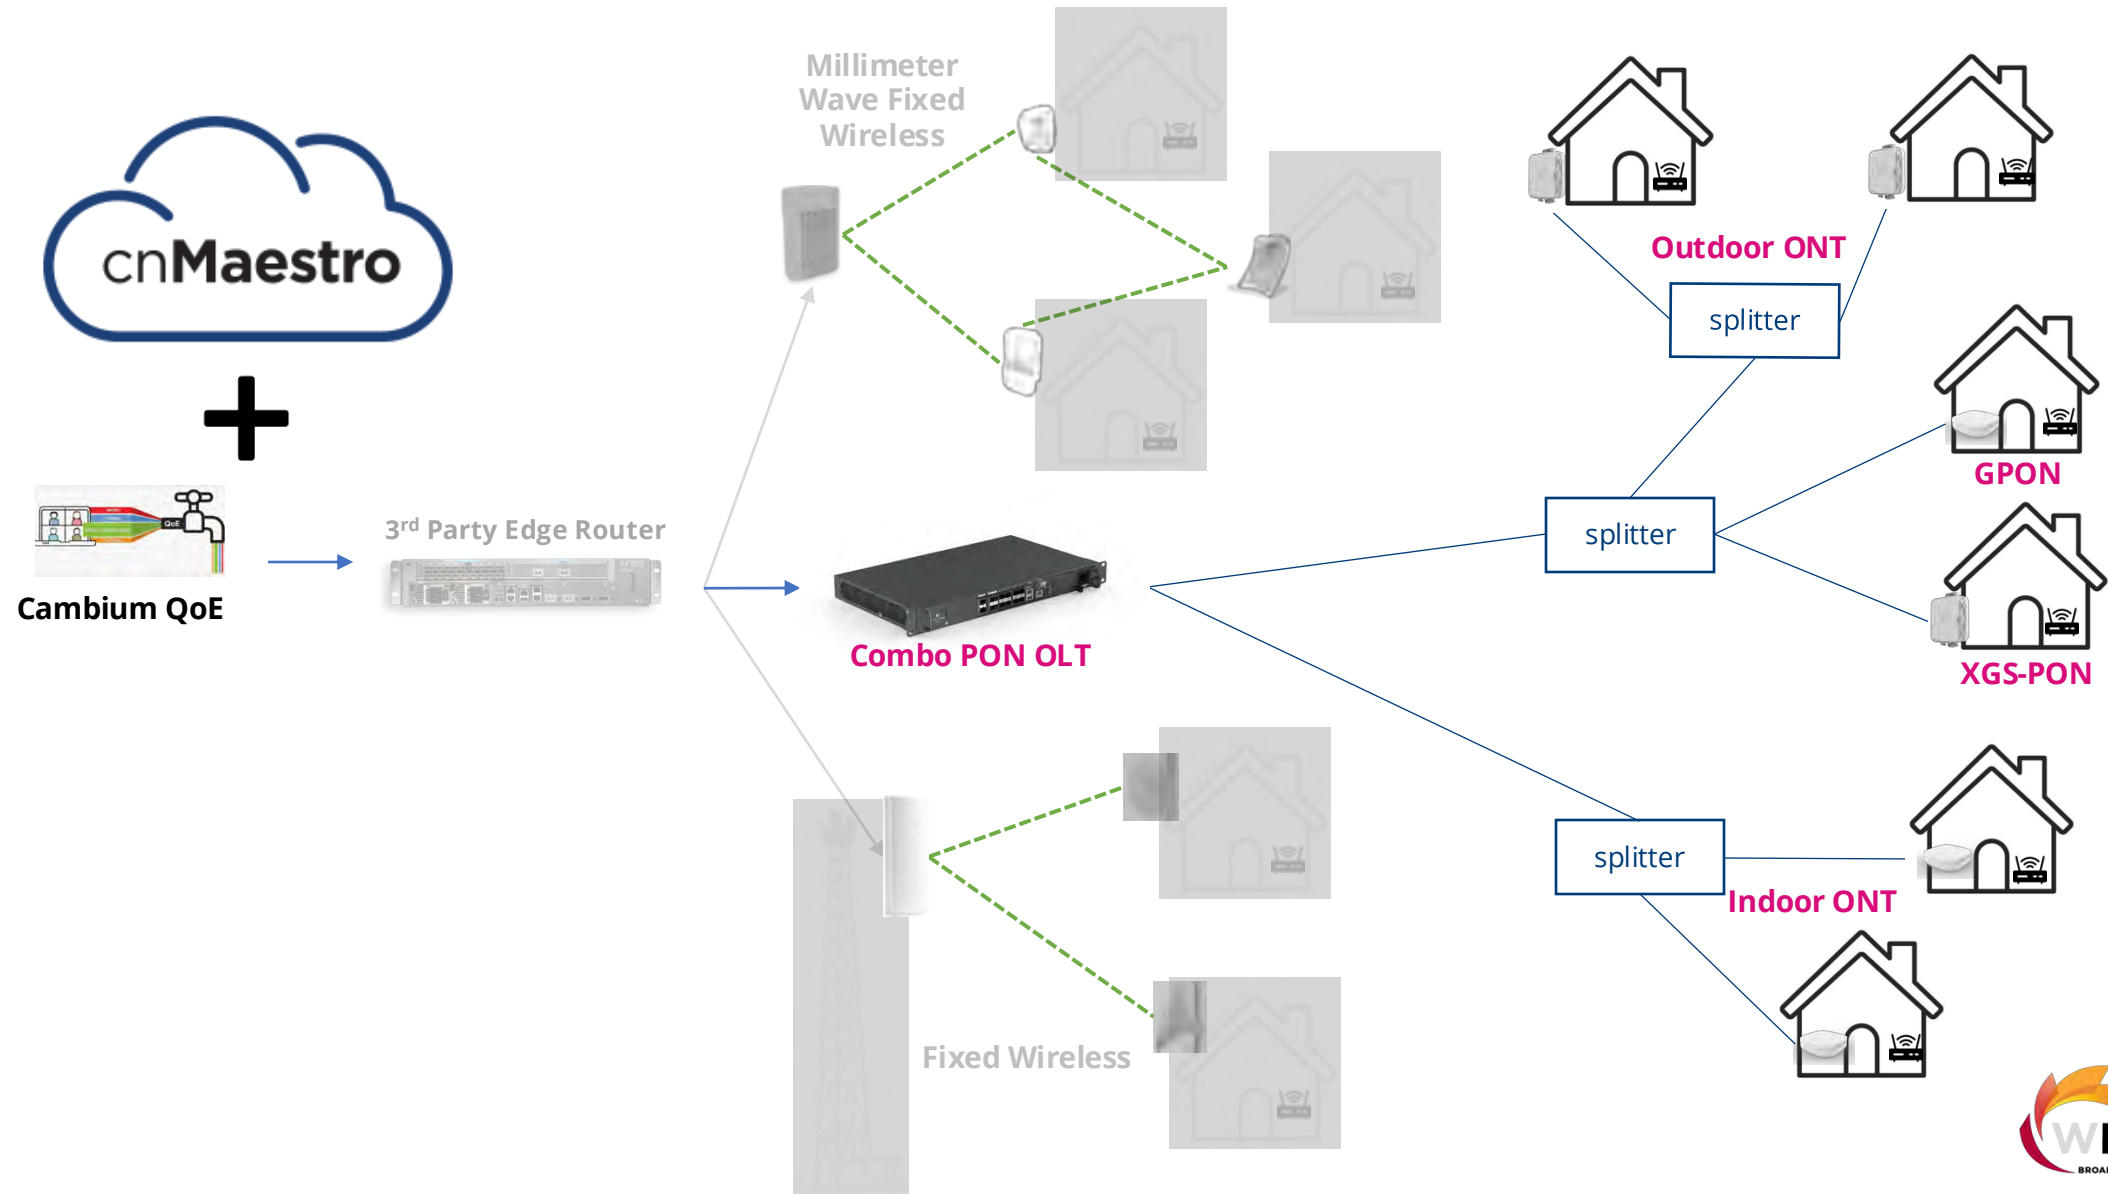 cnMaestro
QoE
Cambium QoE
3rd Party Edge Router
Millimeter
Wave Fixed
Wireless
Combo PON OLT
Fixed Wireless
Outdoor ONT
splitter
GPON
splitter
XGS-PON
splitter
Indoor ONT